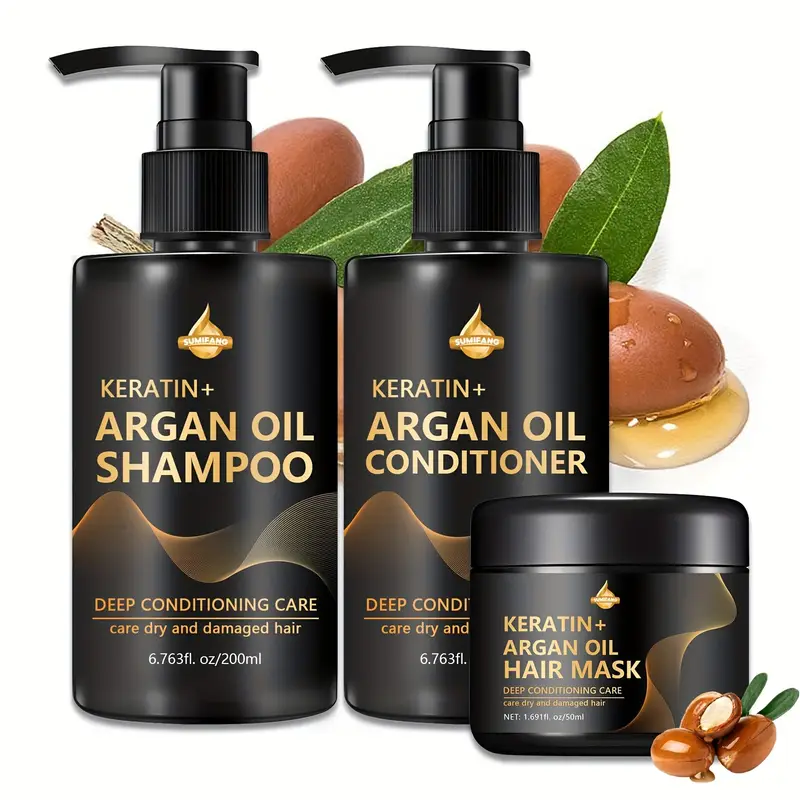 SUMIFANG
KERATIN+
ARGAN OIL
SHAMPOO
DEEP CONDITIONING CARE
care dry and damaged hair
6.763fl. oz/200ml
SUMIFANG
KERATIN+
ARGAN OIL
CONDITIONER
DEEP CONDITI
care dry and d
6.763fl.
SUMIFANG
KERATIN+
ARGAN OIL
HAIR MASK
DEEP CONDITIONING CARE
care dry and damaged hair
NET: 1.691fl. oz/50ml